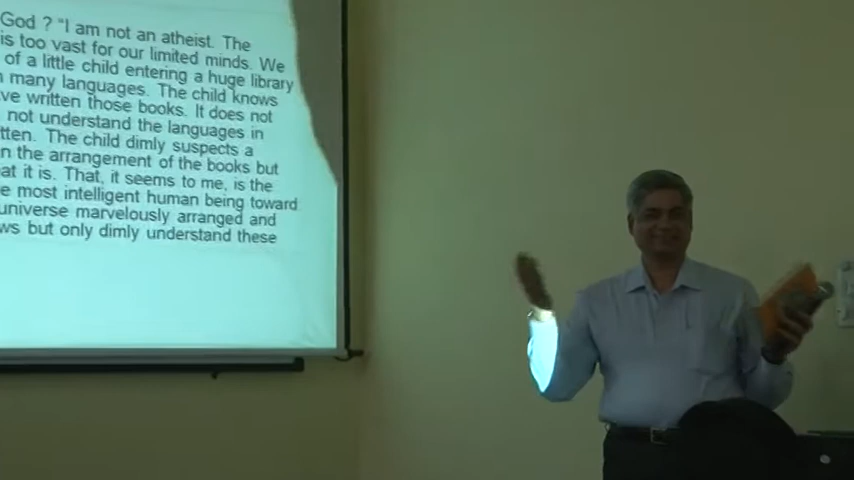 God ? "I am not an atheist. The
is too vast for our limited minds. We
of a little child entering a huge library
many languages. The child knows
ve written those books. It does not
not understand the languages in
tten. The child dimly suspects a
n the arrangement of the books but
at it is. That, it seems to me, is the
e most intelligent human being toward
universe marvelously arranged and
ws but only dimly understand these